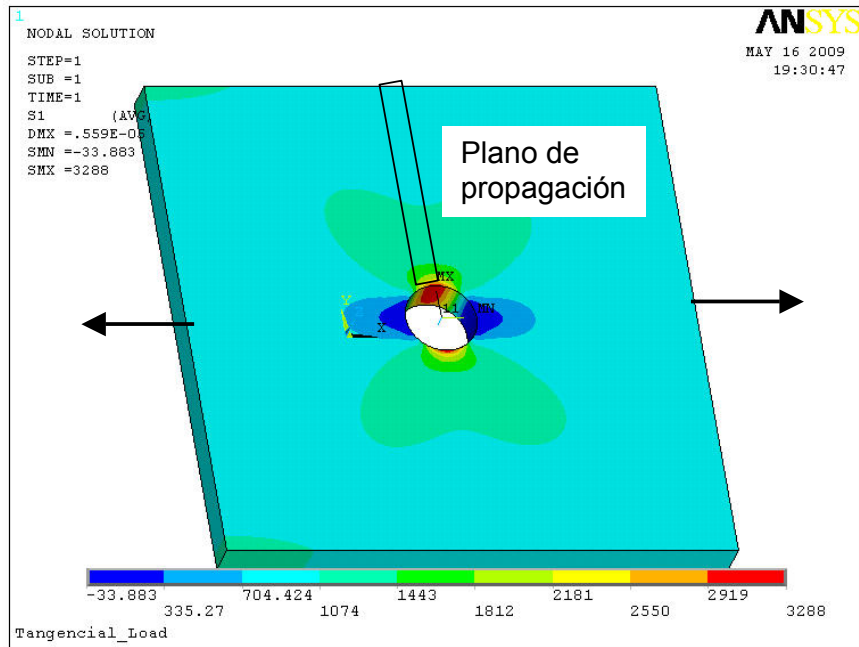 1
NODAL SOLUTION
ANSYS
MAY 16 2009
19:30:47
STEP=1
SUB =1
TIME=1
S1 (AVG)
DMX =.559E-06
SMN =-33.883
SMX =3288
Plano de
propagación
MX
11
MN
Y
Z
X
-33.883 704.424 1443 2181 2919
335.27 1074 1812 2550 3288
Tangencial_Load